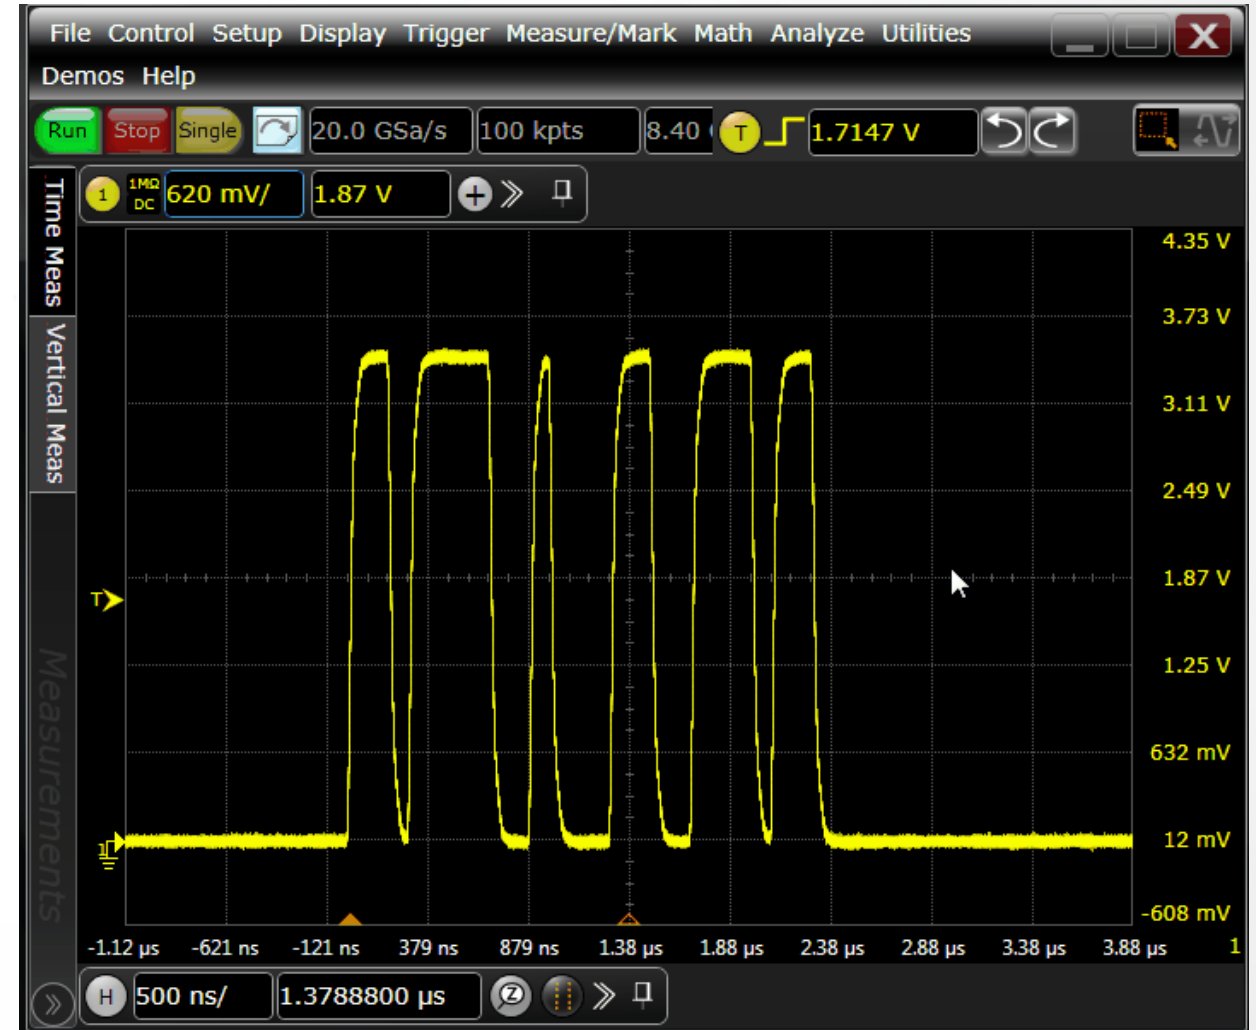 File Control Setup Display Trigger Measure/Mark Math Analyze Utilities
Demos Help
Run Stop Single 20.0 GSa/s 100 kpts 8.40 T 1.7147 V
Time Meas
Vertical Meas
Measurements
1 1MΩ DC 620 mV/ 1.87 V
4.35 V
3.73 V
3.11 V
2.49 V
1.87 V
T
1.25 V
632 mV
1
12 mV
-608 mV
-1.12 µs -621 ns -121 ns 379 ns 879 ns 1.38 µs 1.88 µs 2.38 µs 2.88 µs 3.38 µs 3.88 µs 1
H 500 ns/ 1.3788800 µs Z